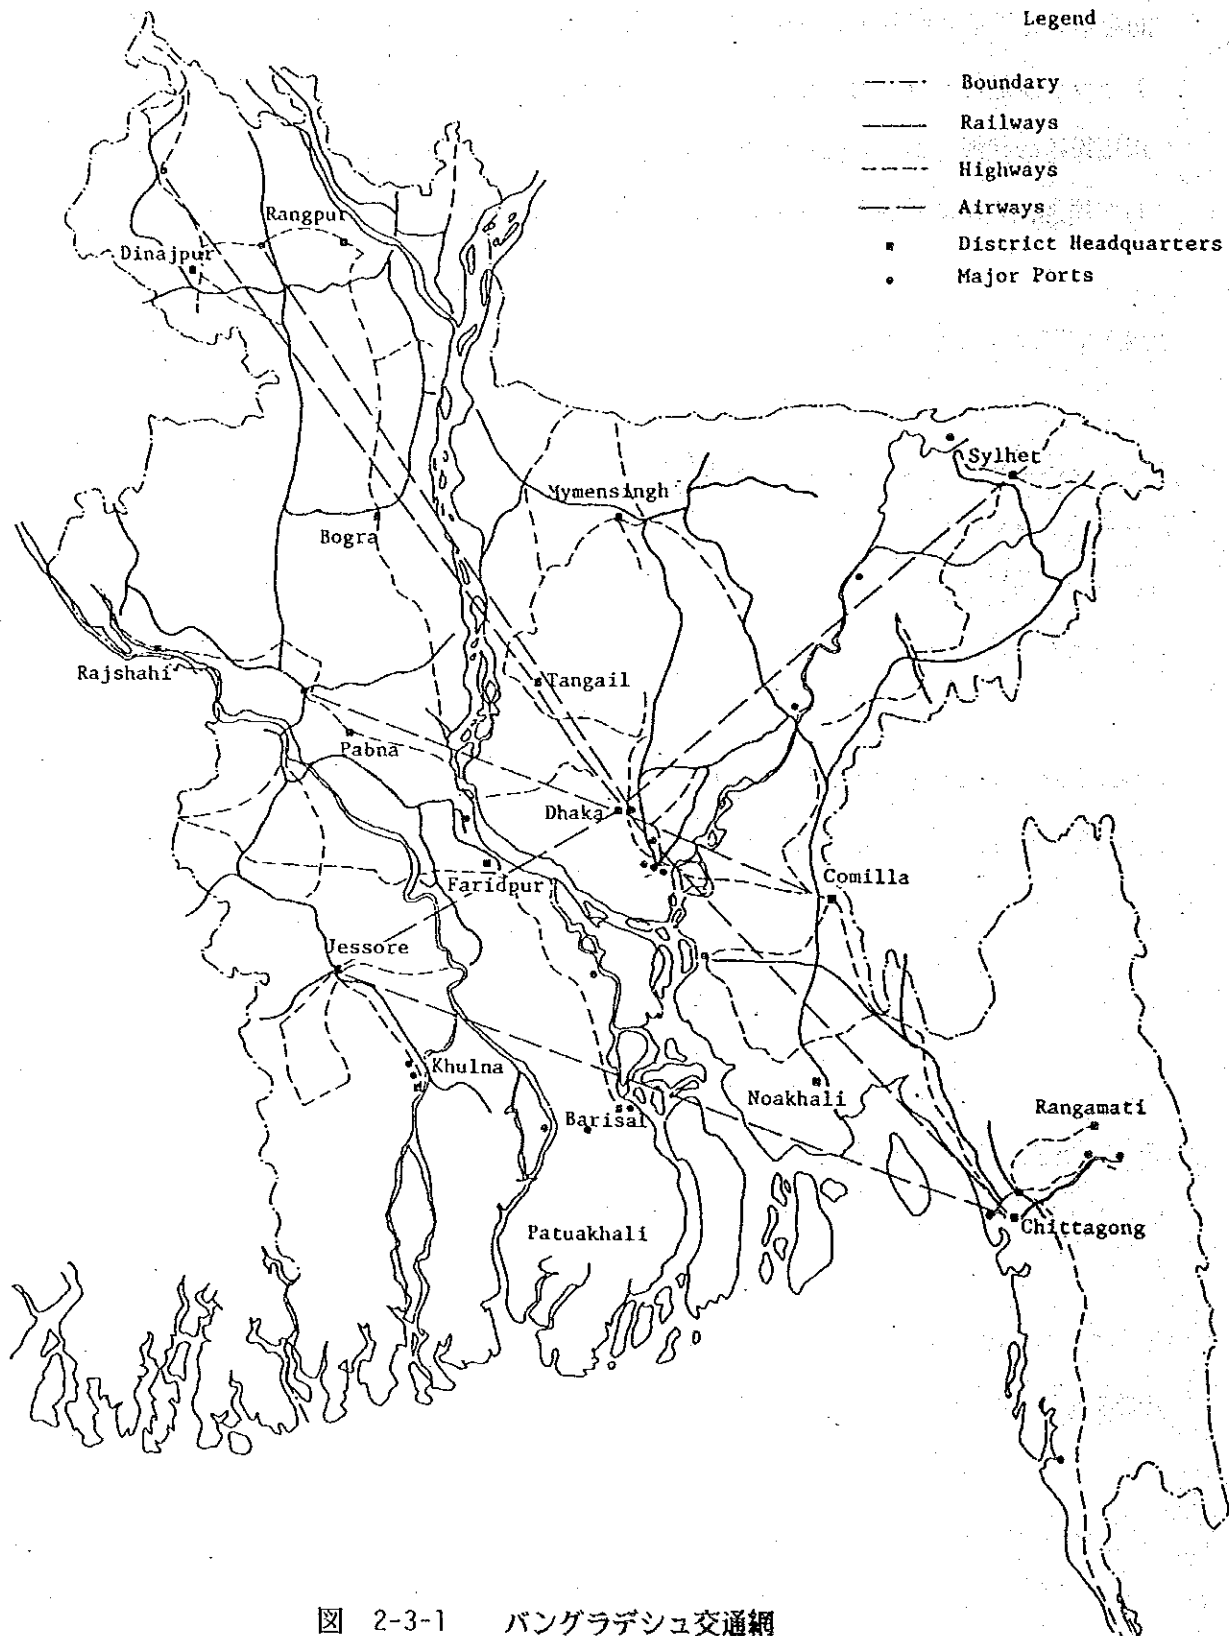 Legend
Boundary
Railways
Highways
Airways
District Headquarters
Major Ports
Rangpur
Dinajpur
Sylhet
Mymensingh
Bogra
Rajshahi
Tangail
Pabna
Dhaka
Comilla
Faridpur
Jessore
Khulna
Noakhali
Rangamati
Barisal
Patuakhali
Chittagong
図 2-3-1 バングラデシュ交通網